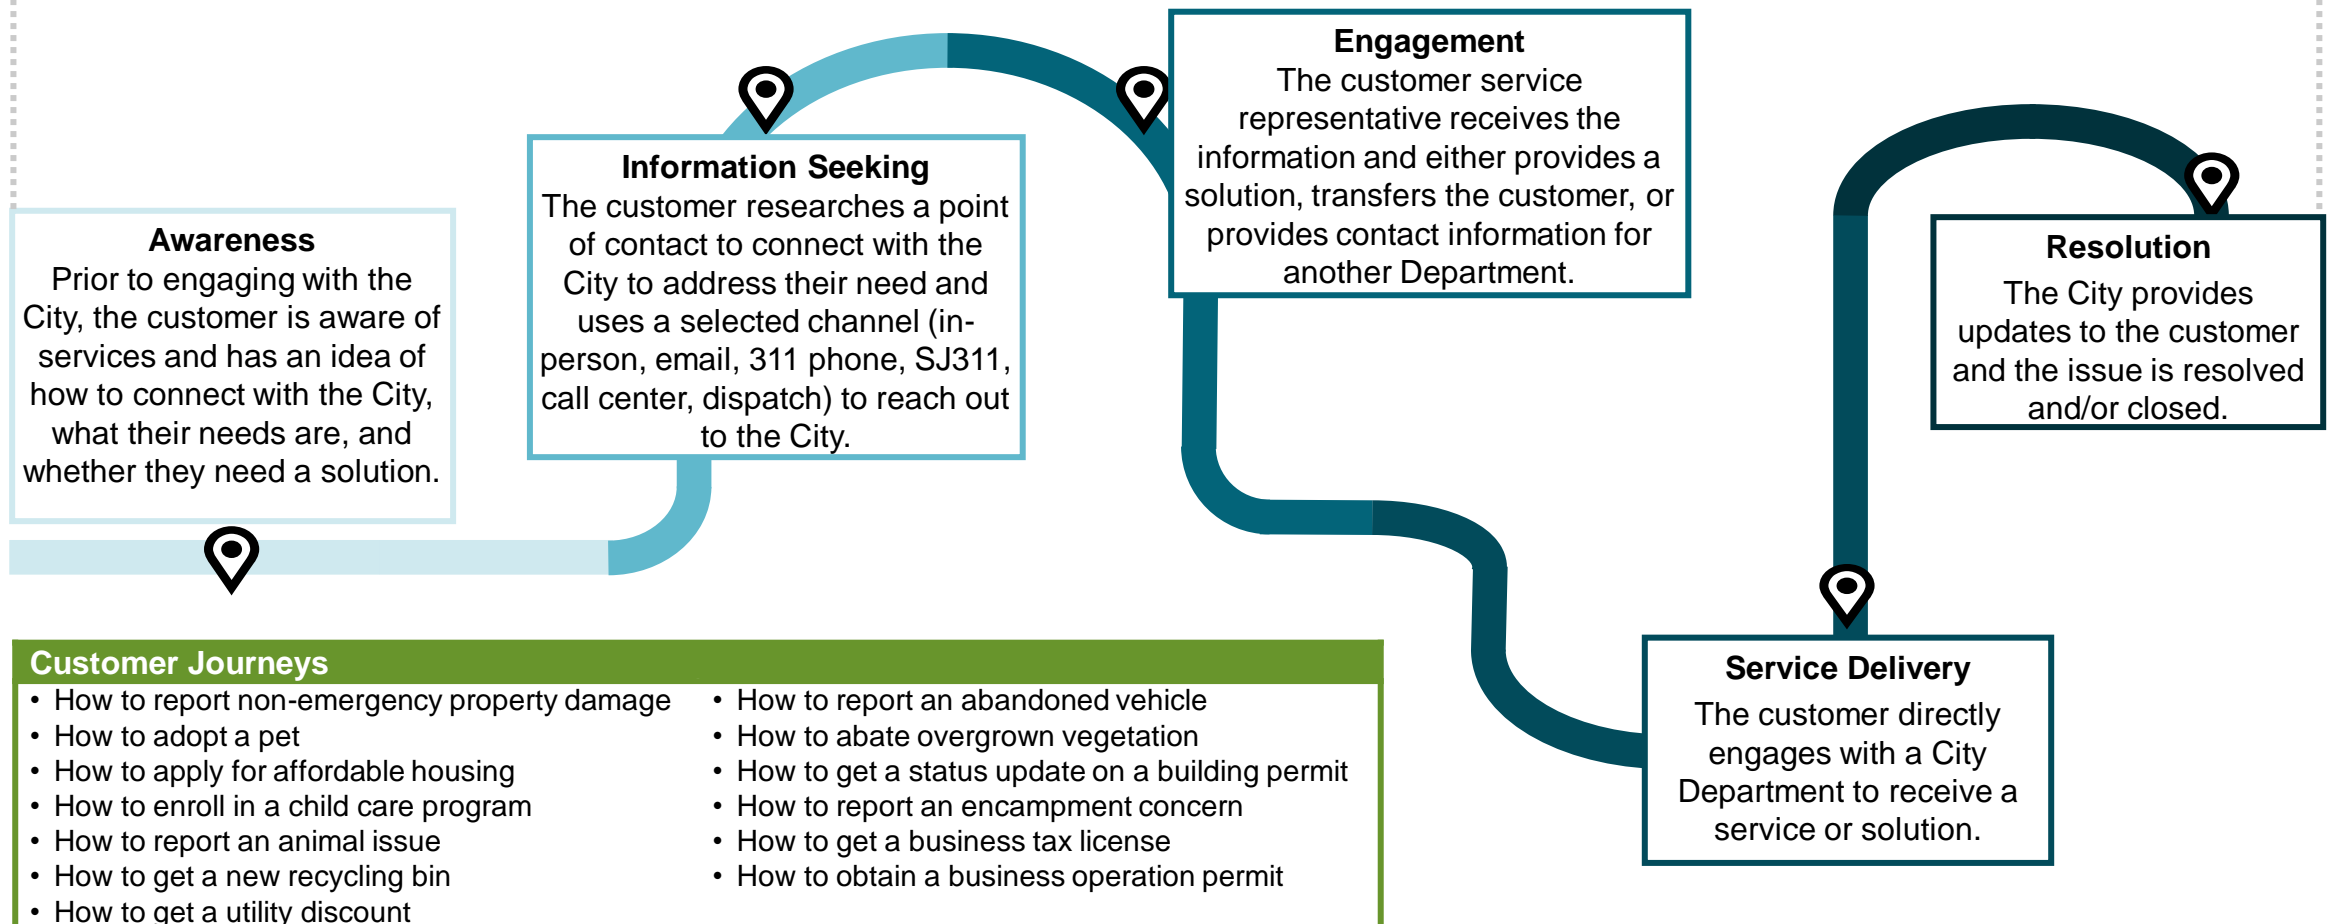 Awareness
Prior to engaging with the
City, the customer is aware of
services and has an idea of
how to connect with the City,
what their needs are, and
whether they need a solution.
Information Seeking
The customer researches a point
of contact to connect with the
City to address their need and
uses a selected channel (in-
person, email, 311 phone, SJ311,
call center, dispatch) to reach out
to the City.
Engagement
The customer service
representative receives the
information and either provides a
solution, transfers the customer, or
provides contact information for
another Department.
Service Delivery
The customer directly
engages with a City
Department to receive a
service or solution.
Resolution
The City provides
updates to the customer
and the issue is resolved
and/or closed.
Customer Journeys
• How to report non-emergency property damage
• How to adopt a pet
• How to apply for affordable housing
• How to enroll in a child care program
• How to report an animal issue
• How to get a new recycling bin
• How to get a utility discount
• How to report an abandoned vehicle
• How to abate overgrown vegetation
• How to get a status update on a building permit
• How to report an encampment concern
• How to get a business tax license
• How to obtain a business operation permit